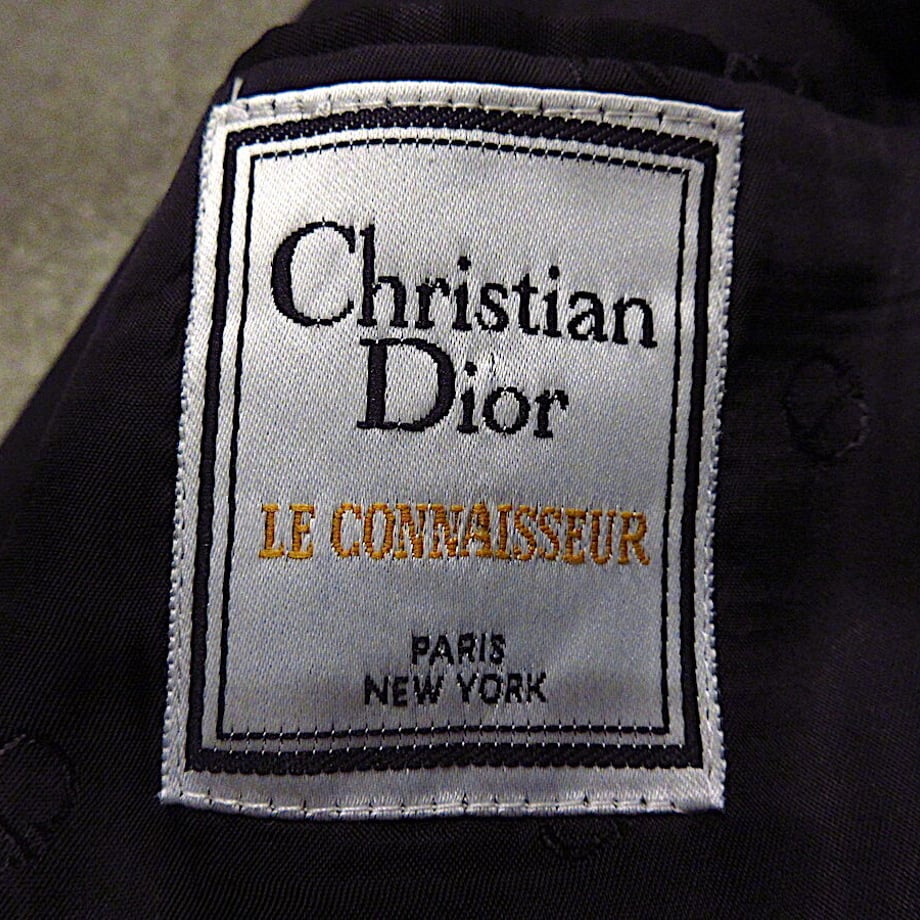 Christian
Dior
LE CONNAISSEUR
PARIS
NEW YORK